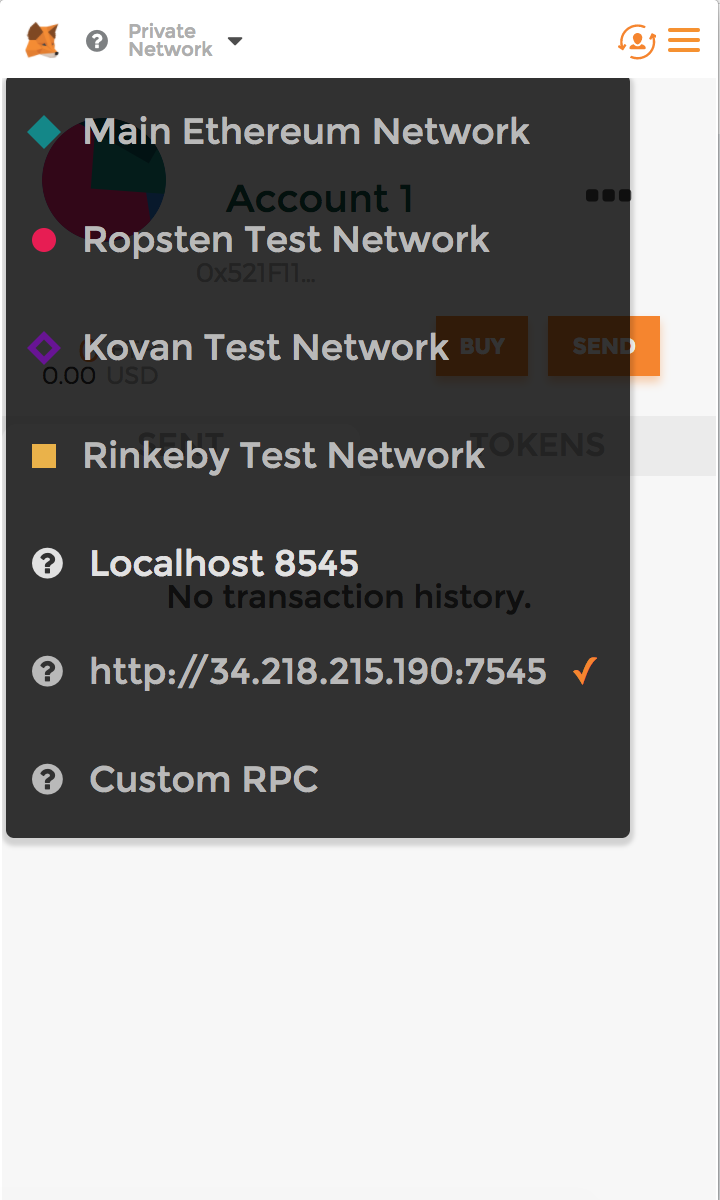 Private
Network
Main Ethereum Network
Account 1
Ropsten Test Network
0x521F11...
Kovan Test Network
BUY
SEND
0.00 USD
SENT
TOKENS
Rinkeby Test Network
Localhost 8545
No transaction history.
http://34.218.215.190:7545
Custom RPC